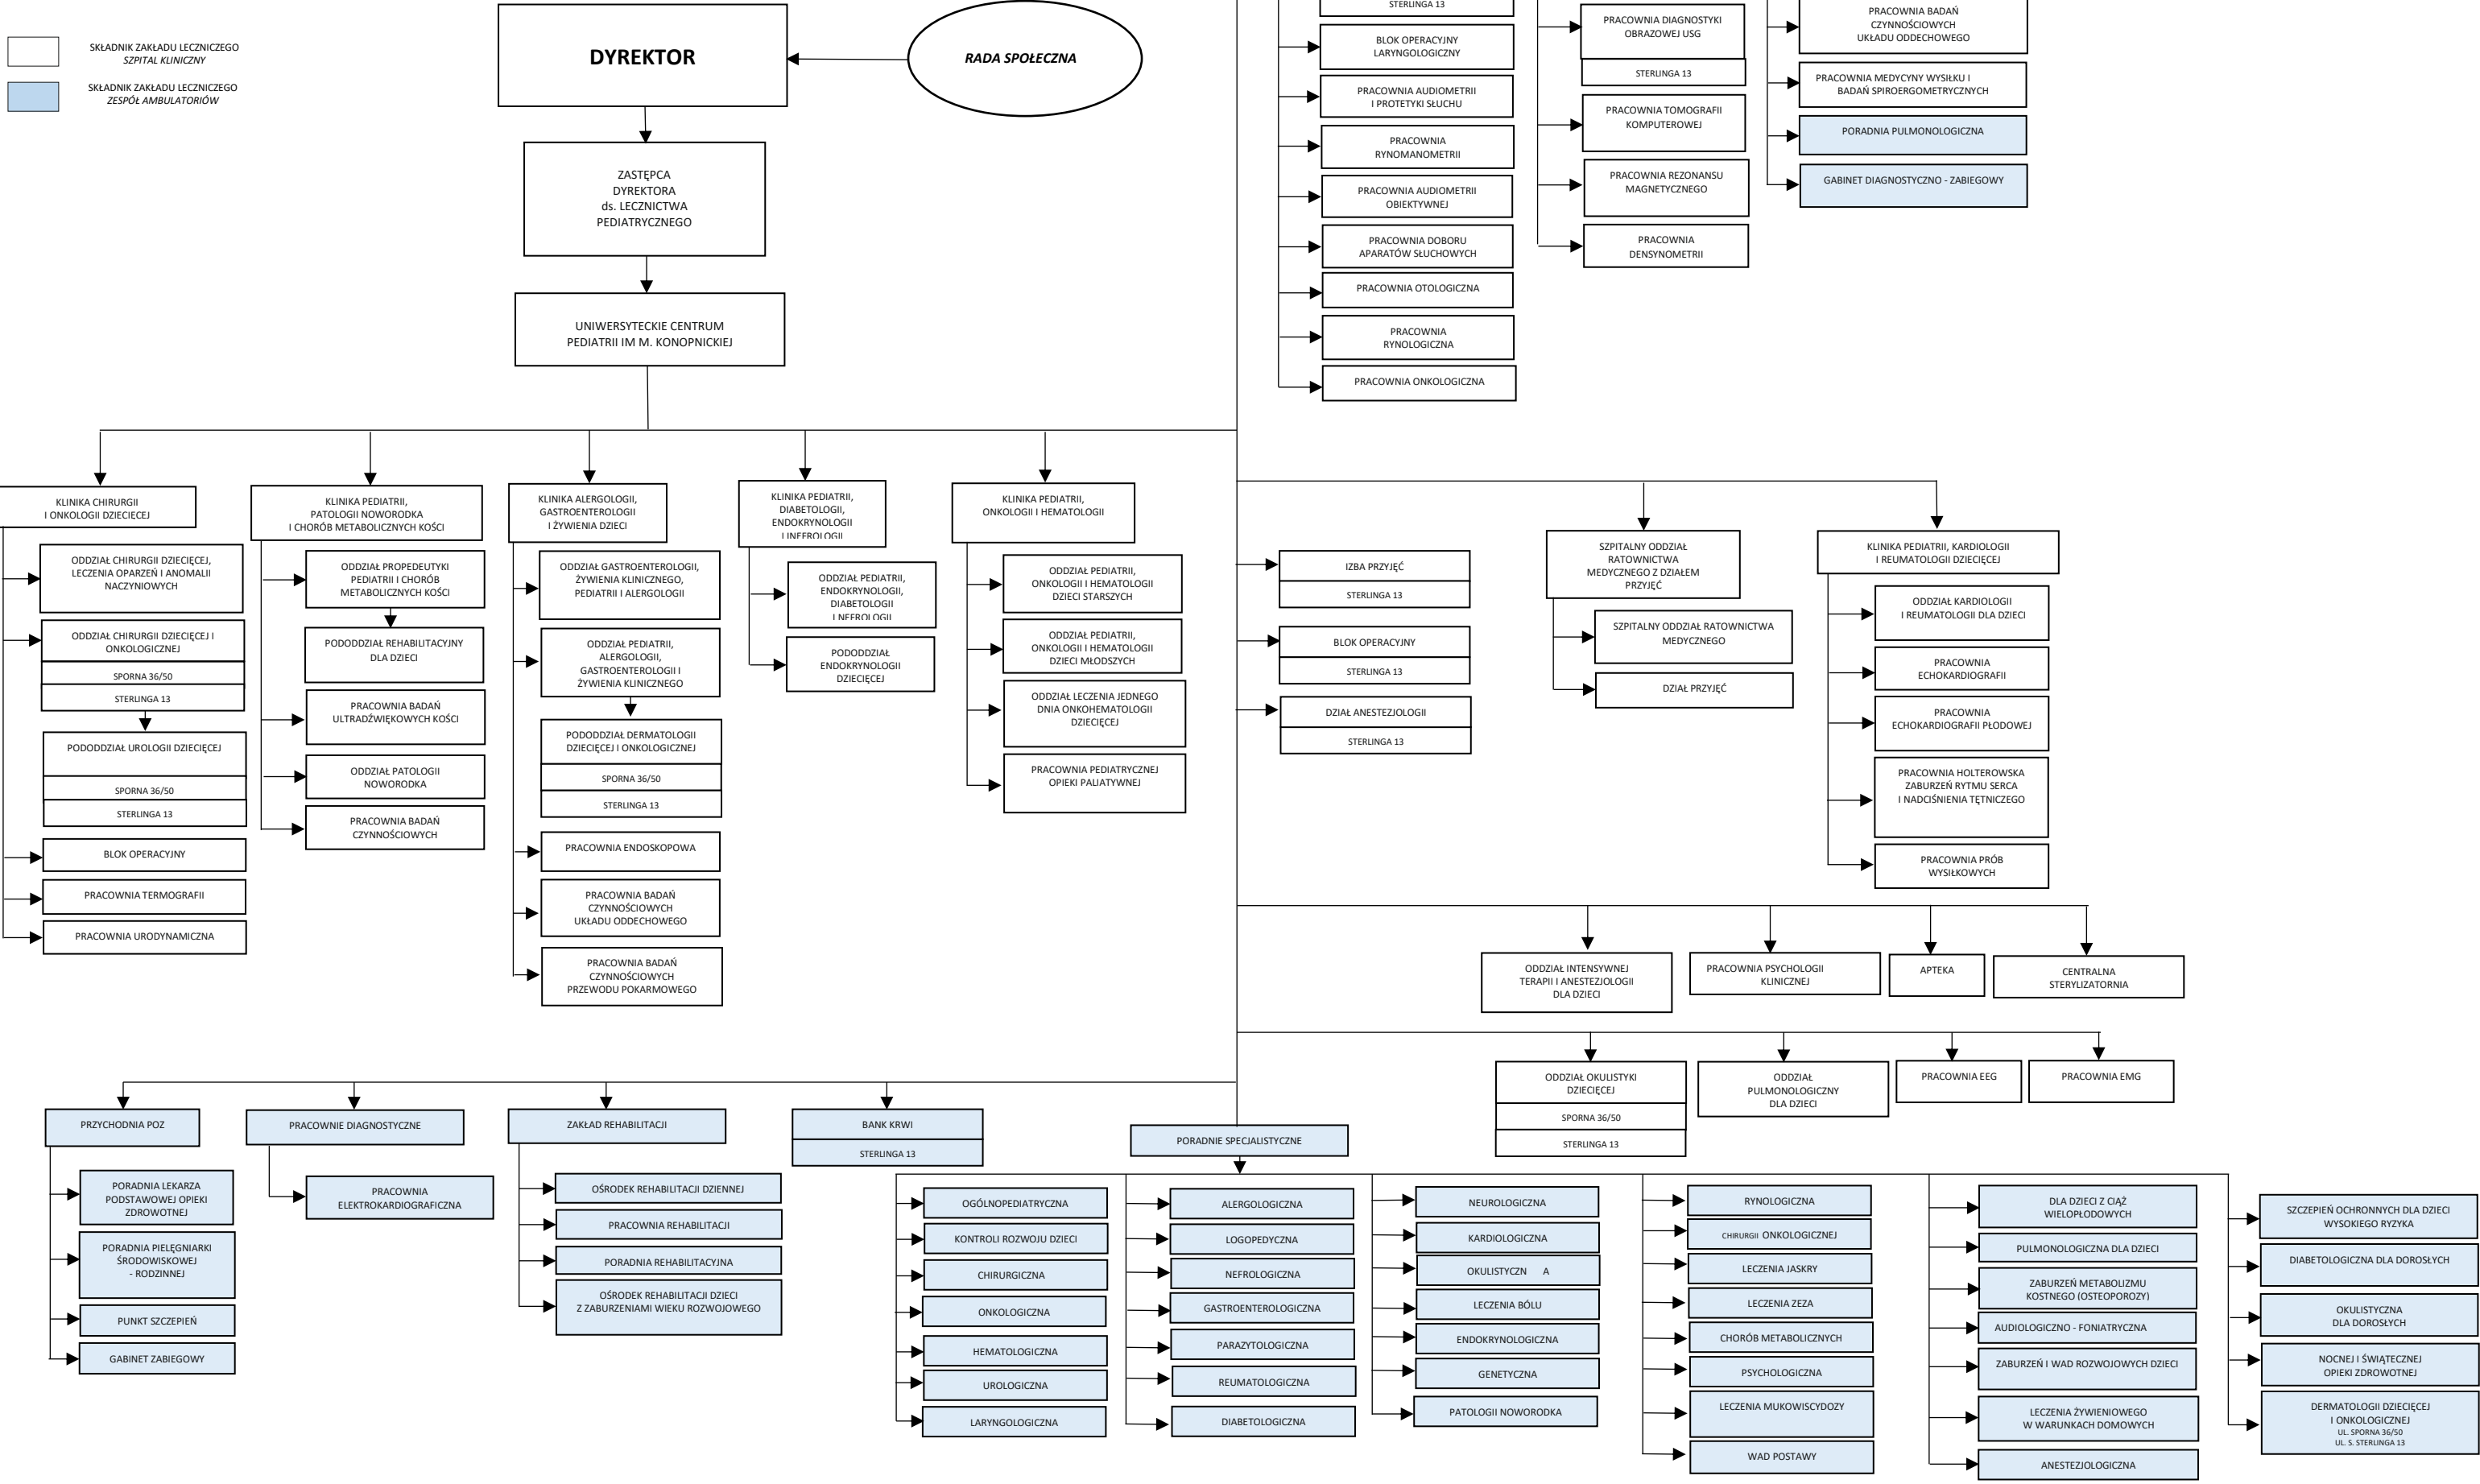 SKŁADNIK ZAKŁADU LECZNICZEGO
SZPITAL KLINICZNY
SKŁADNIK ZAKŁADU LECZNICZEGO
ZESPÓŁ AMBULATORIÓW
DYREKTOR
RADA SPOŁECZNA
ZASTĘPCA
DYREKTORA
ds. LECZNICTWA
PEDIATRYCZNEGO
UNIWERSYTECKIE CENTRUM
PEDIATRII IM M. KONOPNICKIEJ
STERLINGA 13
BLOK OPERACYJNY
LARYNGOLOGICZNY
PRACOWNIA AUDIOMETRII
I PROTETYKI SŁUCHU
PRACOWNIA
RYNOMANOMETRII
PRACOWNIA AUDIOMETRII
OBIEKTYWNEJ
PRACOWNIA DOBORU
APARATÓW SŁUCHOWYCH
PRACOWNIA OTOLOGICZNA
PRACOWNIA
RYNOLOGICZNA
PRACOWNIA ONKOLOGICZNA
PRACOWNIA DIAGNOSTYKI
OBRAZOWEJ USG
STERLINGA 13
PRACOWNIA TOMOGRAFII
KOMPUTEROWEJ
PRACOWNIA REZONANSU
MAGNETYCZNEGO
PRACOWNIA
DENSYNOMETRII
PRACOWNIA BADAŃ
CZYNNOŚCIOWYCH
UKŁADU ODDECHOWEGO
PRACOWNIA MEDYCYNY WYSIŁKU I
BADAŃ SPIROERGOMETRYCZNYCH
PORADNIA PULMONOLOGICZNA
GABINET DIAGNOSTYCZNO - ZABIEGOWY
KLINIKA CHIRURGII
I ONKOLOGII DZIECIĘCEJ
ODDZIAŁ CHIRURGII DZIECIĘCEJ,
LECZENIA OPARZEŃ I ANOMALII
NACZYNIOWYCH
ODDZIAŁ CHIRURGII DZIECIĘCEJ I
ONKOLOGICZNEJ
SPORNA 36/50
STERLINGA 13
PODODDZIAŁ UROLOGII DZIECIĘCEJ
SPORNA 36/50
STERLINGA 13
BLOK OPERACYJNY
PRACOWNIA TERMOGRAFII
PRACOWNIA URODYNAMICZNA
KLINIKA PEDIATRII,
PATOLOGII NOWORODKA
I CHORÓB METABOLICZNYCH KOŚCI
ODDZIAŁ PROPEDEUTYKI
PEDIATRII I CHORÓB
METABOLICZNYCH KOŚCI
PODODDZIAŁ REHABILITACYJNY
DLA DZIECI
PRACOWNIA BADAŃ
ULTRADŹWIĘKOWYCH KOŚCI
ODDZIAŁ PATOLOGII
NOWORODKA
PRACOWNIA BADAŃ
CZYNNOŚCIOWYCH
KLINIKA ALERGOLOGII,
GASTROENTEROLOGII
I ŻYWIENIA DZIECI
ODDZIAŁ GASTROENTEROLOGII,
ŻYWIENIA KLINICZNEGO,
PEDIATRII I ALERGOLOGII
ODDZIAŁ PEDIATRII,
ALERGOLOGII,
GASTROENTEROLOGII I
ŻYWIENIA KLINICZNEGO
PODODDZIAŁ DERMATOLOGII
DZIECIĘCEJ I ONKOLOGICZNEJ
SPORNA 36/50
STERLINGA 13
PRACOWNIA ENDOSKOPOWA
PRACOWNIA BADAŃ
CZYNNOŚCIOWYCH
UKŁADU ODDECHOWEGO
PRACOWNIA BADAŃ
CZYNNOŚCIOWYCH
PRZEWODU POKARMOWEGO
KLINIKA PEDIATRII,
DIABETOLOGII,
ENDOKRYNOLOGII
I NEFROLOGII
ODDZIAŁ PEDIATRII,
ENDOKRYNOLOGII,
DIABETOLOGII
I NEFROLOGII
PODODDZIAŁ
ENDOKRYNOLOGII
DZIECIĘCEJ
KLINIKA PEDIATRII,
ONKOLOGII I HEMATOLOGII
ODDZIAŁ PEDIATRII,
ONKOLOGII I HEMATOLOGII
DZIECI STARSZYCH
ODDZIAŁ PEDIATRII,
ONKOLOGII I HEMATOLOGII
DZIECI MŁODSZYCH
ODDZIAŁ LECZENIA JEDNEGO
DNIA ONKOHEMATOLOGII
DZIECIĘCEJ
PRACOWNIA PEDIATRYCZNEJ
OPIEKI PALIATYWNEJ
IZBA PRZYJĘĆ
STERLINGA 13
BLOK OPERACYJNY
STERLINGA 13
DZIAŁ ANESTEZJOLOGII
STERLINGA 13
SZPITALNY ODDZIAŁ
RATOWNICTWA
MEDYCZNEGO Z DZIAŁEM
PRZYJĘĆ
SZPITALNY ODDZIAŁ RATOWNICTWA
MEDYCZNEGO
DZIAŁ PRZYJĘĆ
KLINIKA PEDIATRII, KARDIOLOGII
I REUMATOLOGII DZIECIĘCEJ
ODDZIAŁ KARDIOLOGII
I REUMATOLOGII DLA DZIECI
PRACOWNIA
ECHOKARDIOGRAFII
PRACOWNIA
ECHOKARDIOGRAFII PŁODOWEJ
PRACOWNIA HOLTEROWSKA
ZABURZEŃ RYTMU SERCA
I NADCIŚNIENIA TĘTNICZEGO
PRACOWNIA PRÓB
WYSIŁKOWYCH
ODDZIAŁ INTENSYWNEJ
TERAPII I ANESTEZJOLOGII
DLA DZIECI
PRACOWNIA PSYCHOLOGII
KLINICZNEJ
APTEKA
CENTRALNA
STERYLIZATORNIA
ODDZIAŁ OKULISTYKI
DZIECIĘCEJ
SPORNA 36/50
STERLINGA 13
ODDZIAŁ
PULMONOLOGICZNY
DLA DZIECI
PRACOWNIA EEG
PRACOWNIA EMG
PRZYCHODNIA POZ
PORADNIA LEKARZA
PODSTAWOWEJ OPIEKI
ZDROWOTNEJ
PORADNIA PIELĘGNIARKI
ŚRODOWISKOWEJ
- RODZINNEJ
PUNKT SZCZEPIEŃ
GABINET ZABIEGOWY
PRACOWNIE DIAGNOSTYCZNE
PRACOWNIA
ELEKTROKARDIOGRAFICZNA
ZAKŁAD REHABILITACJI
OŚRODEK REHABILITACJI DZIENNEJ
PRACOWNIA REHABILITACJI
PORADNIA REHABILITACYJNA
OŚRODEK REHABILITACJI DZIECI
Z ZABURZENIAMI WIEKU ROZWOJOWEGO
BANK KRWI
STERLINGA 13
PORADNIE SPECJALISTYCZNE
OGÓLNOPEDIATRYCZNA
KONTROLI ROZWOJU DZIECI
CHIRURGICZNA
ONKOLOGICZNA
HEMATOLOGICZNA
UROLOGICZNA
LARYNGOLOGICZNA
ALERGOLOGICZNA
LOGOPEDYCZNA
NEFROLOGICZNA
GASTROENTEROLOGICZNA
PARAZYTOLOGICZNA
REUMATOLOGICZNA
DIABETOLOGICZNA
NEUROLOGICZNA
KARDIOLOGICZNA
OKULISTYCZN A
LECZENIA BÓLU
ENDOKRYNOLOGICZNA
GENETYCZNA
PATOLOGII NOWORODKA
RYNOLOGICZNA
CHIRURGII ONKOLOGICZNEJ
LECZENIA JASKRY
LECZENIA ZEZA
CHORÓB METABOLICZNYCH
PSYCHOLOGICZNA
LECZENIA MUKOWISCYDOZY
WAD POSTAWY
DLA DZIECI Z CIĄŻ
WIELOPŁODOWYCH
PULMONOLOGICZNA DLA DZIECI
ZABURZEŃ METABOLIZMU
KOSTNEGO (OSTEOPOROZY)
AUDIOLOGICZNO - FONIATRYCZNA
ZABURZEŃ I WAD ROZWOJOWYCH DZIECI
LECZENIA ŻYWIENIOWEGO
W WARUNKACH DOMOWYCH
ANESTEZJOLOGICZNA
SZCZEPIEŃ OCHRONNYCH DLA DZIECI
WYSOKIEGO RYZYKA
DIABETOLOGICZNA DLA DOROSŁYCH
OKULISTYCZNA
DLA DOROSŁYCH
NOCNEJ I ŚWIĄTECZNEJ
OPIEKI ZDROWOTNEJ
DERMATOLOGII DZIECIĘCEJ
I ONKOLOGICZNEJ
UL. SPORNA 36/50
UL. S. STERLINGA 13